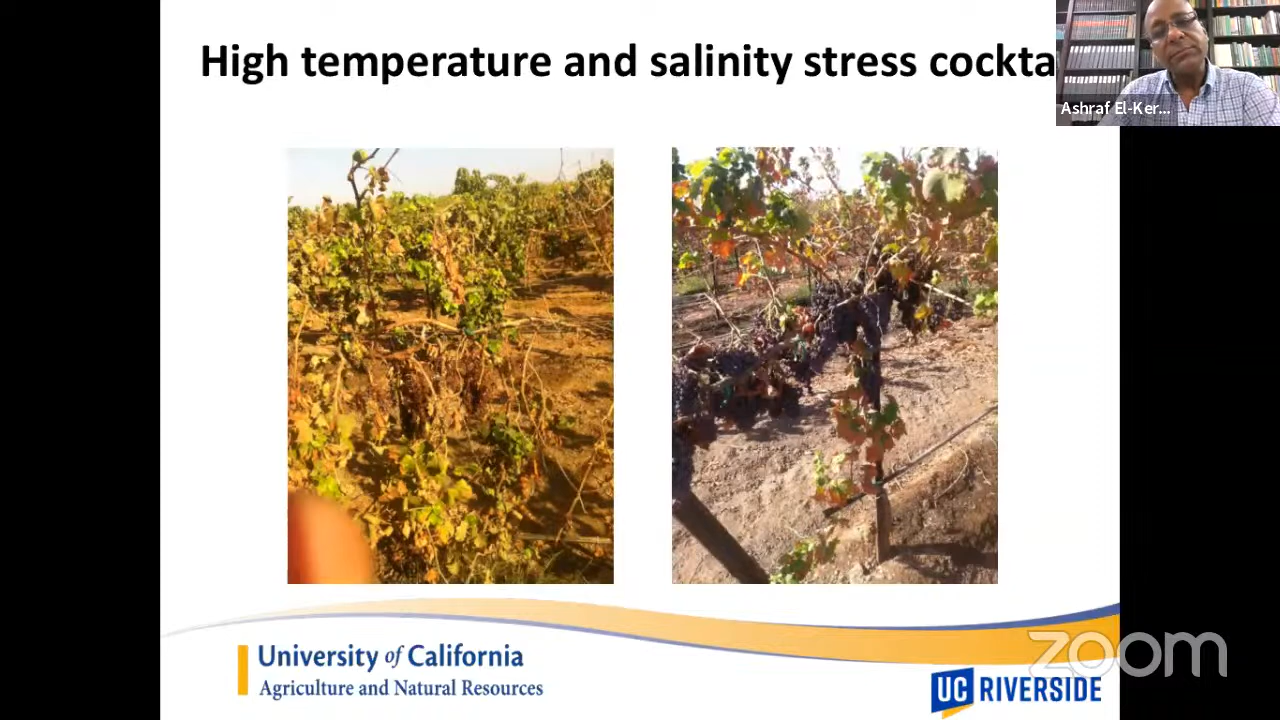 High temperature and salinity stress cockta
Ashraf El-Ker...
University of California
Agriculture and Natural Resources
UC RIVERSIDE
zoom